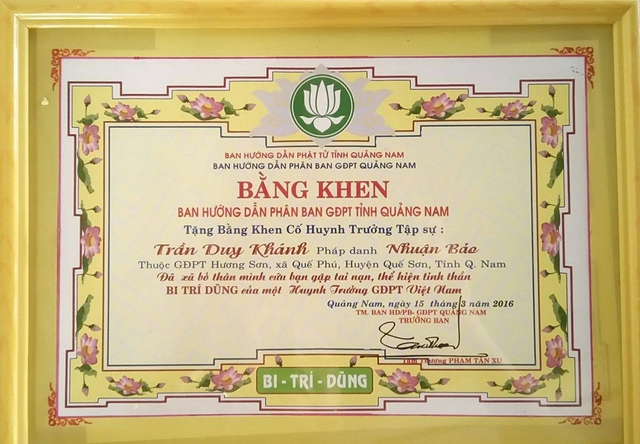 BAN HƯỚNG DẪN PHẬT TỬ TỈNH QUẢNG NAM
BAN HƯỚNG DẪN PHÂN BAN GĐPT QUẢNG NAM
BẰNG KHEN
BAN HƯỚNG DẪN PHÂN BAN GĐPT TỈNH QUẢNG NAM
Tặng Bằng Khen Cố Huynh Trưởng Tập sự :
Trần Duy Khánh Pháp danh Nhuận Bảo
Thuộc GĐPT Hương Sơn, xã Quế Phú, Huyện Quế Sơn, Tỉnh Q. Nam
Đã xả bỏ thân mình cứu bạn gặp tai nạn, thể hiện tinh thần
BI TRÍ DŨNG của một Huynh Trưởng GĐPT Việt Nam
Quảng Nam, ngày 15 tháng 3 năm 2016
TM. BAN HD/PB- GĐPT QUẢNG NAM
TRƯỞNG BAN
Tâm Thượng PHẠM TẤN XU
BI - TRÍ - DŨNG